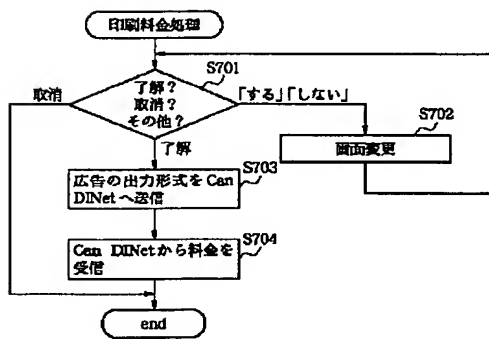 印刷料金処理
S701
了解?
取消?
その他?
取消
「する」「しない」
S702
画面変更
了解
S703
広告の出力形式を Can
DINetへ送信
S704
Can DINetから料金を
受信
end